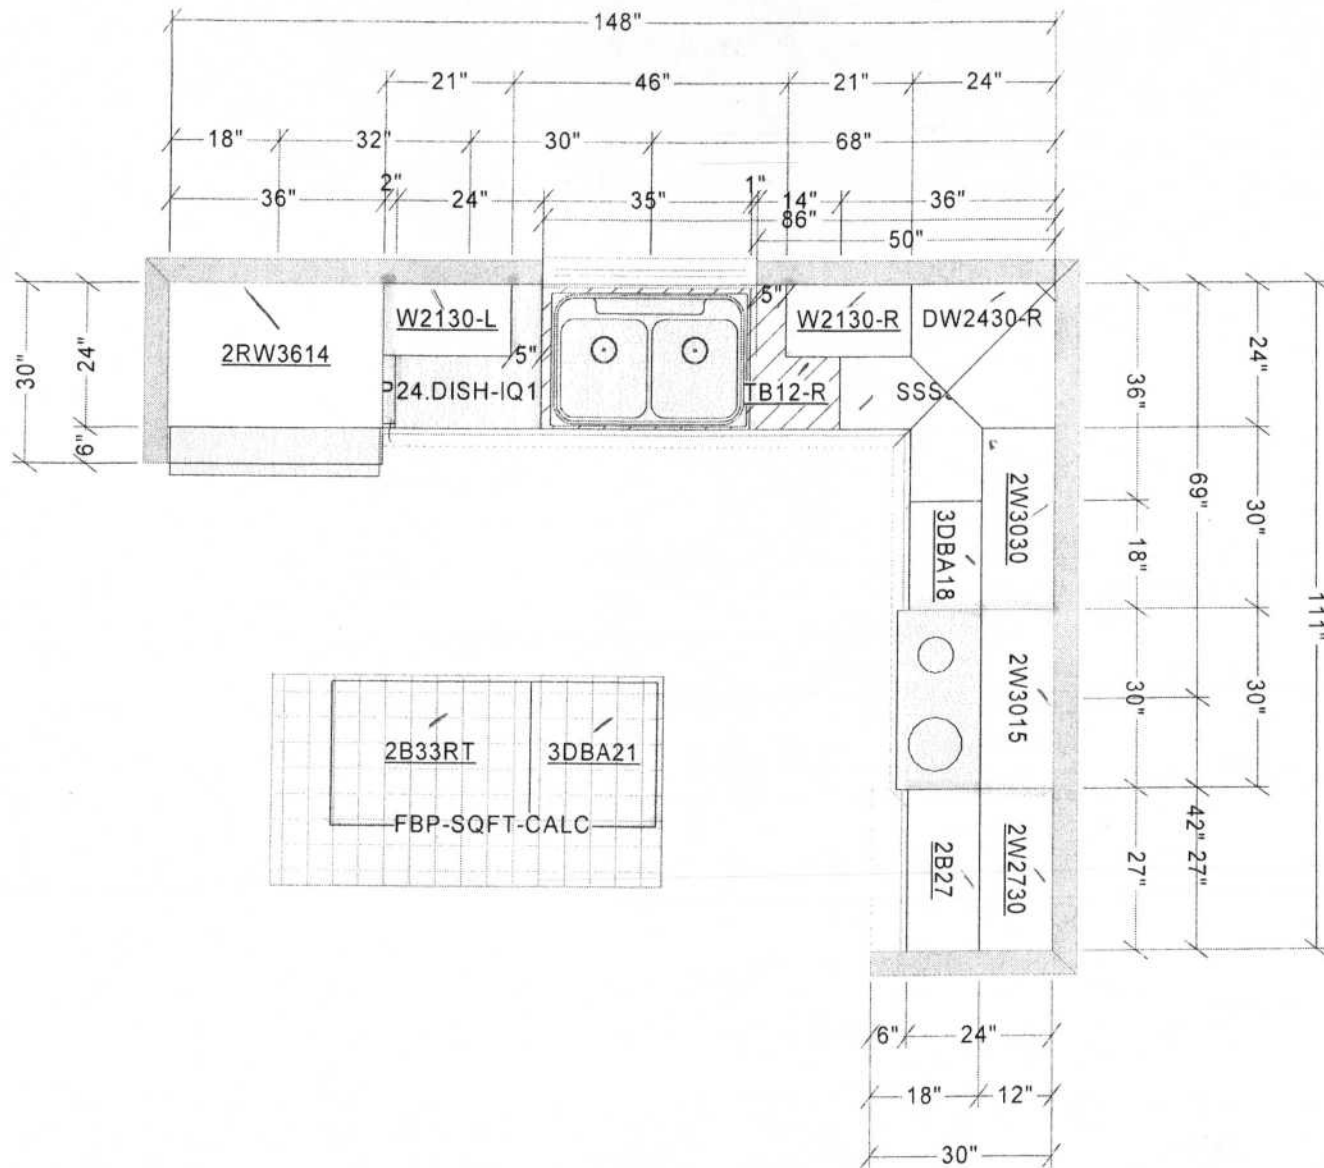 148"
21" 46" 21" 24"
18" 32" 30" 68"
36" 2" 24" 35" 1" 14" 36"
86"
50"
5"
W2130-L W2130-R DW2430-R
2RW3614
5"
P24.DISH-IQ1 TB12-R SSS
30" 24" 6"
2W3030
3DBA18
2W3015
2B27
2W2730
36" 18" 30" 27"
69" 42" 27"
24" 30" 30"
111"
2B33RT 3DBA21
FBP-SQFT-CALC
6" 24"
18" 12"
30"